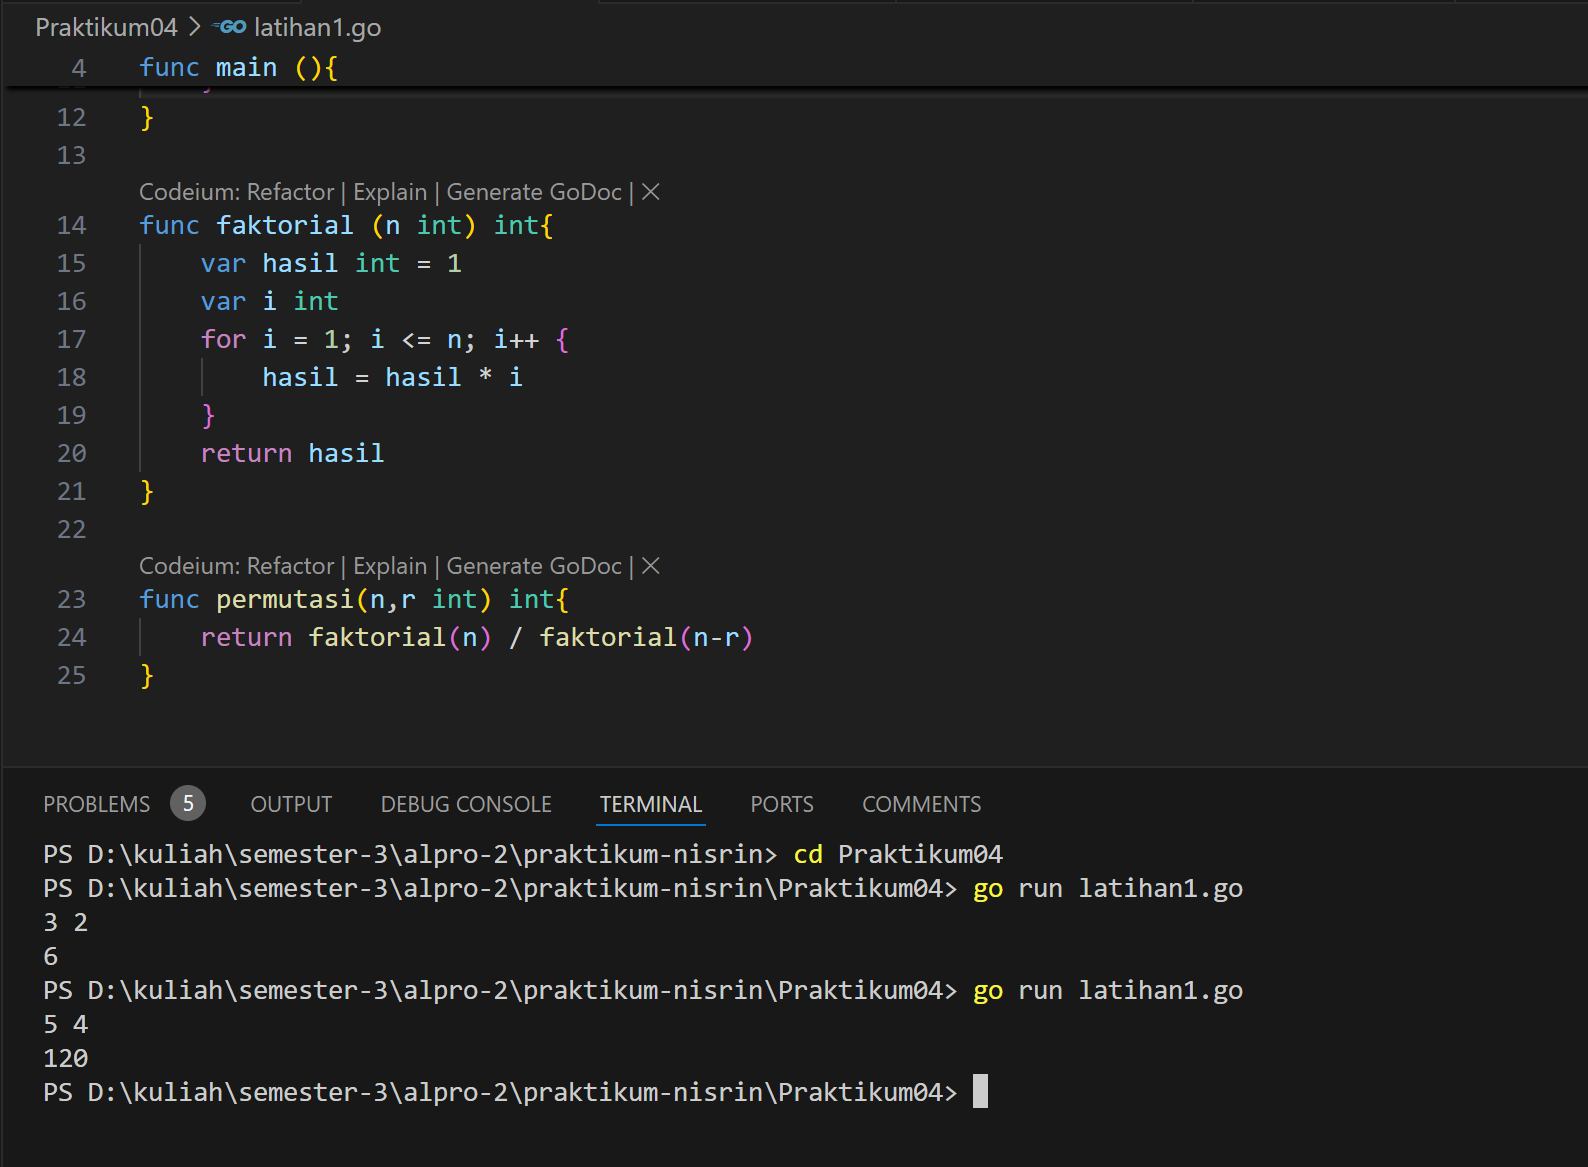 Praktikum04 > GO latihan1.go
4 func main (){
12 }
13
Codeium: Refactor | Explain | Generate GoDoc | ×
14 func faktorial (n int) int{
15 var hasil int = 1
16 var i int
17 for i = 1; i <= n; i++ {
18 hasil = hasil * i
19 }
20 return hasil
21 }
22
Codeium: Refactor | Explain | Generate GoDoc | ×
23 func permutasi(n,r int) int{
24 return faktorial(n) / faktorial(n-r)
25 }
PROBLEMS 5 OUTPUT DEBUG CONSOLE TERMINAL PORTS COMMENTS
PS D:\kuliah\semester-3\alpro-2\praktikum-nisrin> cd Praktikum04
PS D:\kuliah\semester-3\alpro-2\praktikum-nisrin\Praktikum04> go run latihan1.go
3 2
6
PS D:\kuliah\semester-3\alpro-2\praktikum-nisrin\Praktikum04> go run latihan1.go
5 4
120
PS D:\kuliah\semester-3\alpro-2\praktikum-nisrin\Praktikum04>